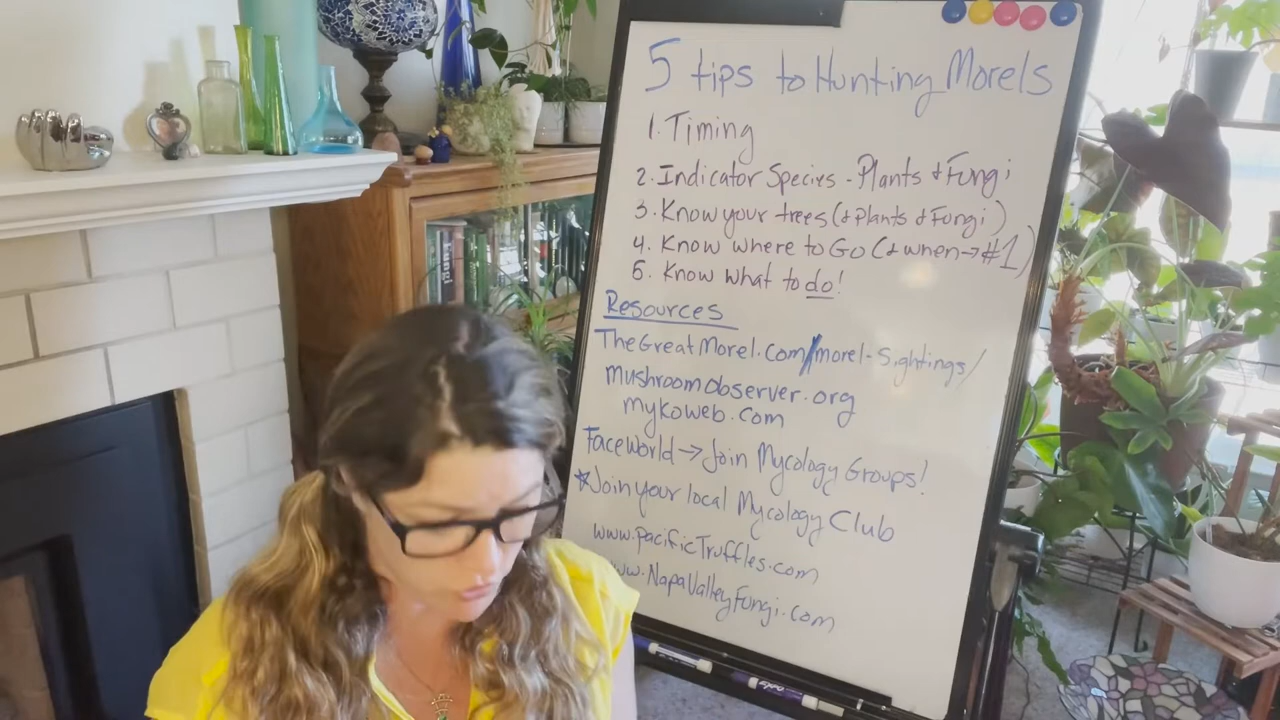 5 tips to Hunting Morels
1. Timing
2. Indicator Species - Plants & Fungi
3. Know your trees (& Plants & Fungi)
4. Know where to Go (& when → #1)
5. Know what to do!
Resources
TheGreatMorel.com/morel-sightings/
mushroomobserver.org
mykoweb.com
FaceWorld → Join Mycology Groups!
☆Join your local Mycology Club
www.pacificTruffles.com
www.NapaValleyFungi.com